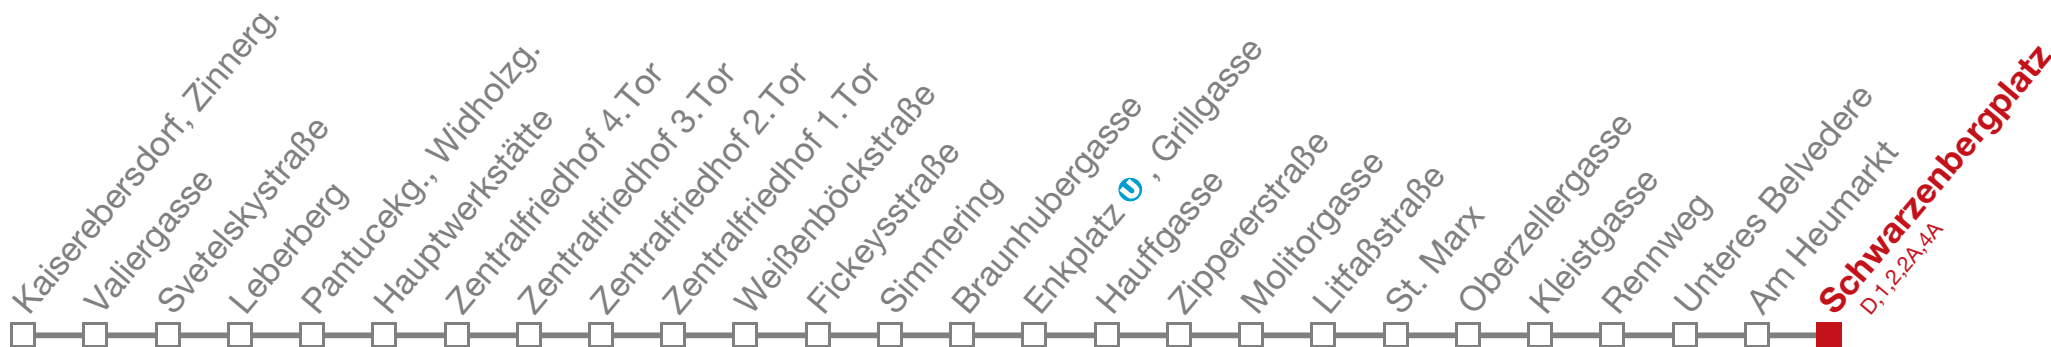 Kaiserebersdorf, Zinnerg.
Valiergasse
Svetelskystraße
Leberberg
Pantucekg., Widholzg.
Hauptwerkstätte
Zentralfriedhof 4.Tor
Zentralfriedhof 3.Tor
Zentralfriedhof 2.Tor
Zentralfriedhof 1.Tor
Weißenböckstraße
Fickeysstraße
Simmering
Braunhubergasse
Enkplatz U , Grillgasse
Hauffgasse
Zippererstraße
Molitorgasse
Litfaßstraße
St. Marx
Oberzellergasse
Kleistgasse
Rennweg
Unteres Belvedere
Am Heumarkt
Schwarzenbergplatz
D,1,2,2A,4A